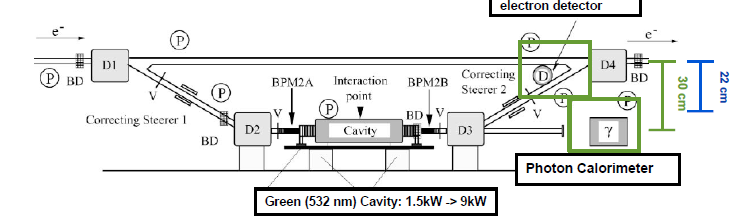 electron detector
e⁻
e⁻
P
P
D1
D
D4
P
BD
BD
30 cm
22 cm
V
P
BPM2A
Interaction
point
BPM2B
Correcting
Steerer 2
V
P
P
Correcting Steerer 1
P
BD
D2
V
Cavity
BD
V
D3
γ
BD
Photon Calorimeter
Green (532 nm) Cavity: 1.5kW -> 9kW